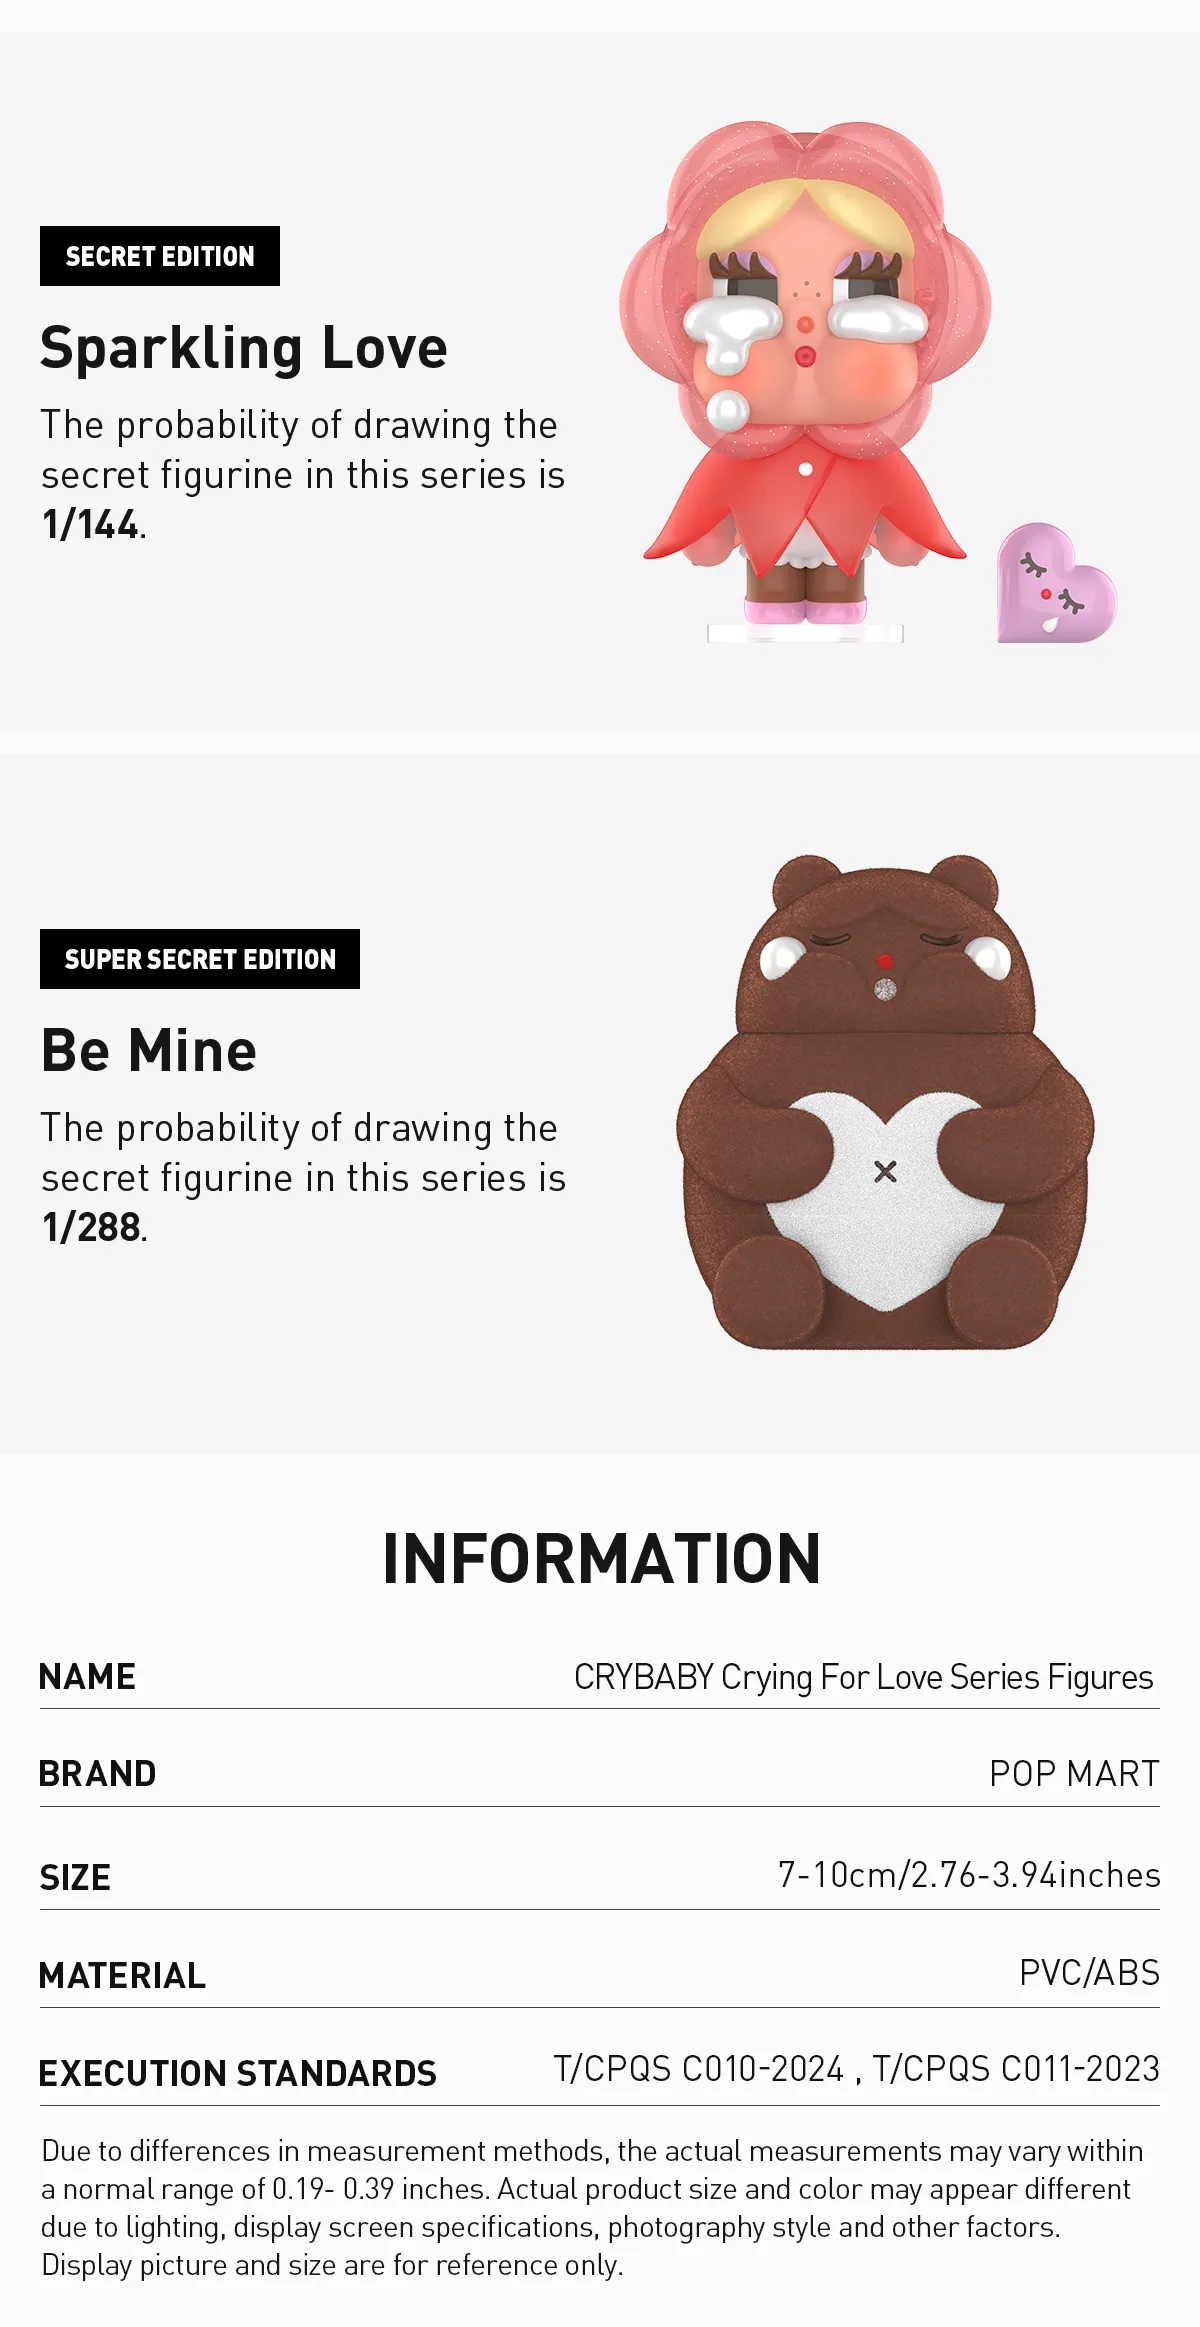 SECRET EDITION
Sparkling Love
The probability of drawing the
secret figurine in this series is
1/144.
SUPER SECRET EDITION
Be Mine
The probability of drawing the
secret figurine in this series is
1/288.
INFORMATION
NAME CRYBABY Crying For Love Series Figures
BRAND POP MART
SIZE 7-10cm/2.76-3.94inches
MATERIAL PVC/ABS
EXECUTION STANDARDS T/CPQS C010-2024 , T/CPQS C011-2023
Due to differences in measurement methods, the actual measurements may vary within
a normal range of 0.19- 0.39 inches. Actual product size and color may appear different
due to lighting, display screen specifications, photography style and other factors.
Display picture and size are for reference only.